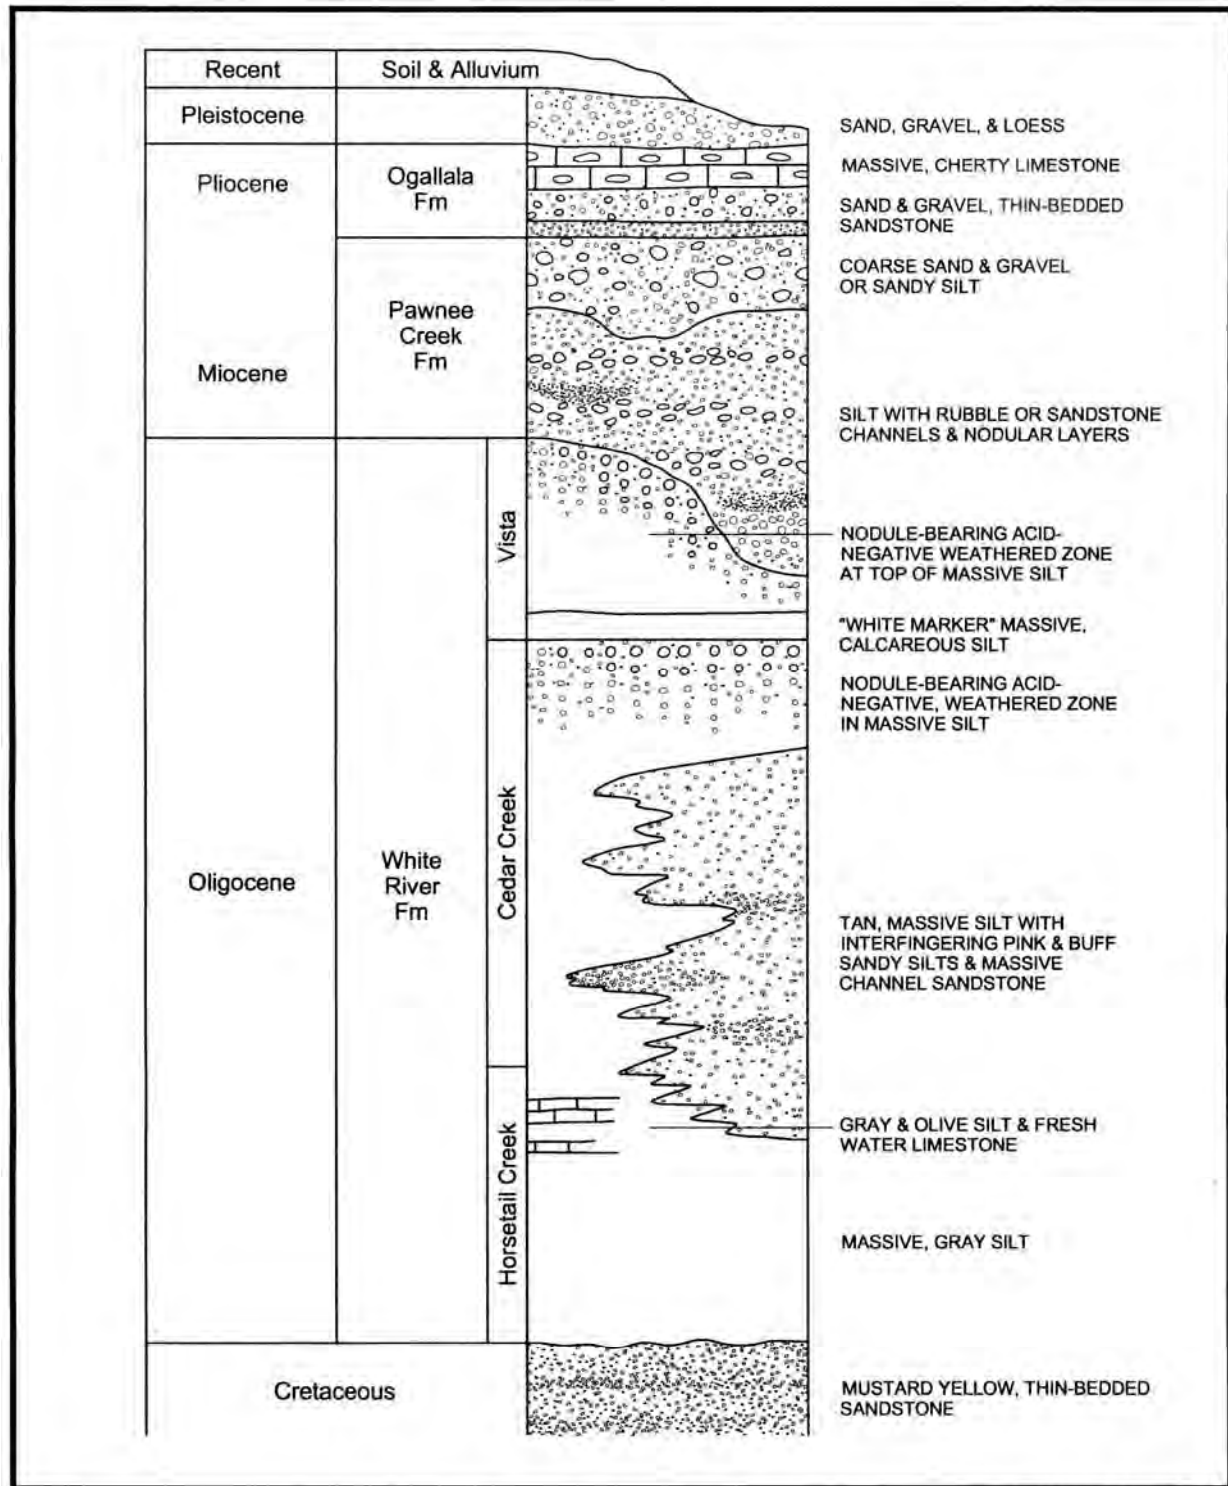 Recent
Soil & Alluvium
Pleistocene
SAND, GRAVEL, & LOESS
Pliocene
Ogallala
Fm
MASSIVE, CHERTY LIMESTONE
SAND & GRAVEL, THIN-BEDDED
SANDSTONE
COARSE SAND & GRAVEL
OR SANDY SILT
Miocene
Pawnee
Creek
Fm
SILT WITH RUBBLE OR SANDSTONE
CHANNELS & NODULAR LAYERS
Oligocene
White
River
Fm
Vista
NODULE-BEARING ACID-
NEGATIVE WEATHERED ZONE
AT TOP OF MASSIVE SILT
"WHITE MARKER" MASSIVE,
CALCAREOUS SILT
Cedar Creek
NODULE-BEARING ACID-
NEGATIVE, WEATHERED ZONE
IN MASSIVE SILT
TAN, MASSIVE SILT WITH
INTERFINGERING PINK & BUFF
SANDY SILTS & MASSIVE
CHANNEL SANDSTONE
Horsetail Creek
GRAY & OLIVE SILT & FRESH
WATER LIMESTONE
MASSIVE, GRAY SILT
Cretaceous
MUSTARD YELLOW, THIN-BEDDED
SANDSTONE